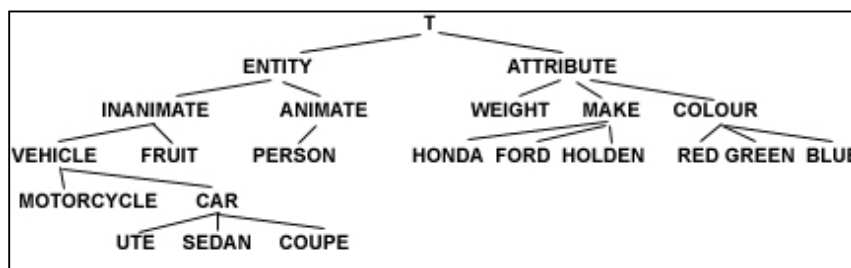 T
ENTITY ATTRIBUTE
INANIMATE ANIMATE WEIGHT MAKE COLOUR
VEHICLE FRUIT PERSON HONDA FORD HOLDEN RED GREEN BLUE
MOTORCYCLE CAR
UTE SEDAN COUPE